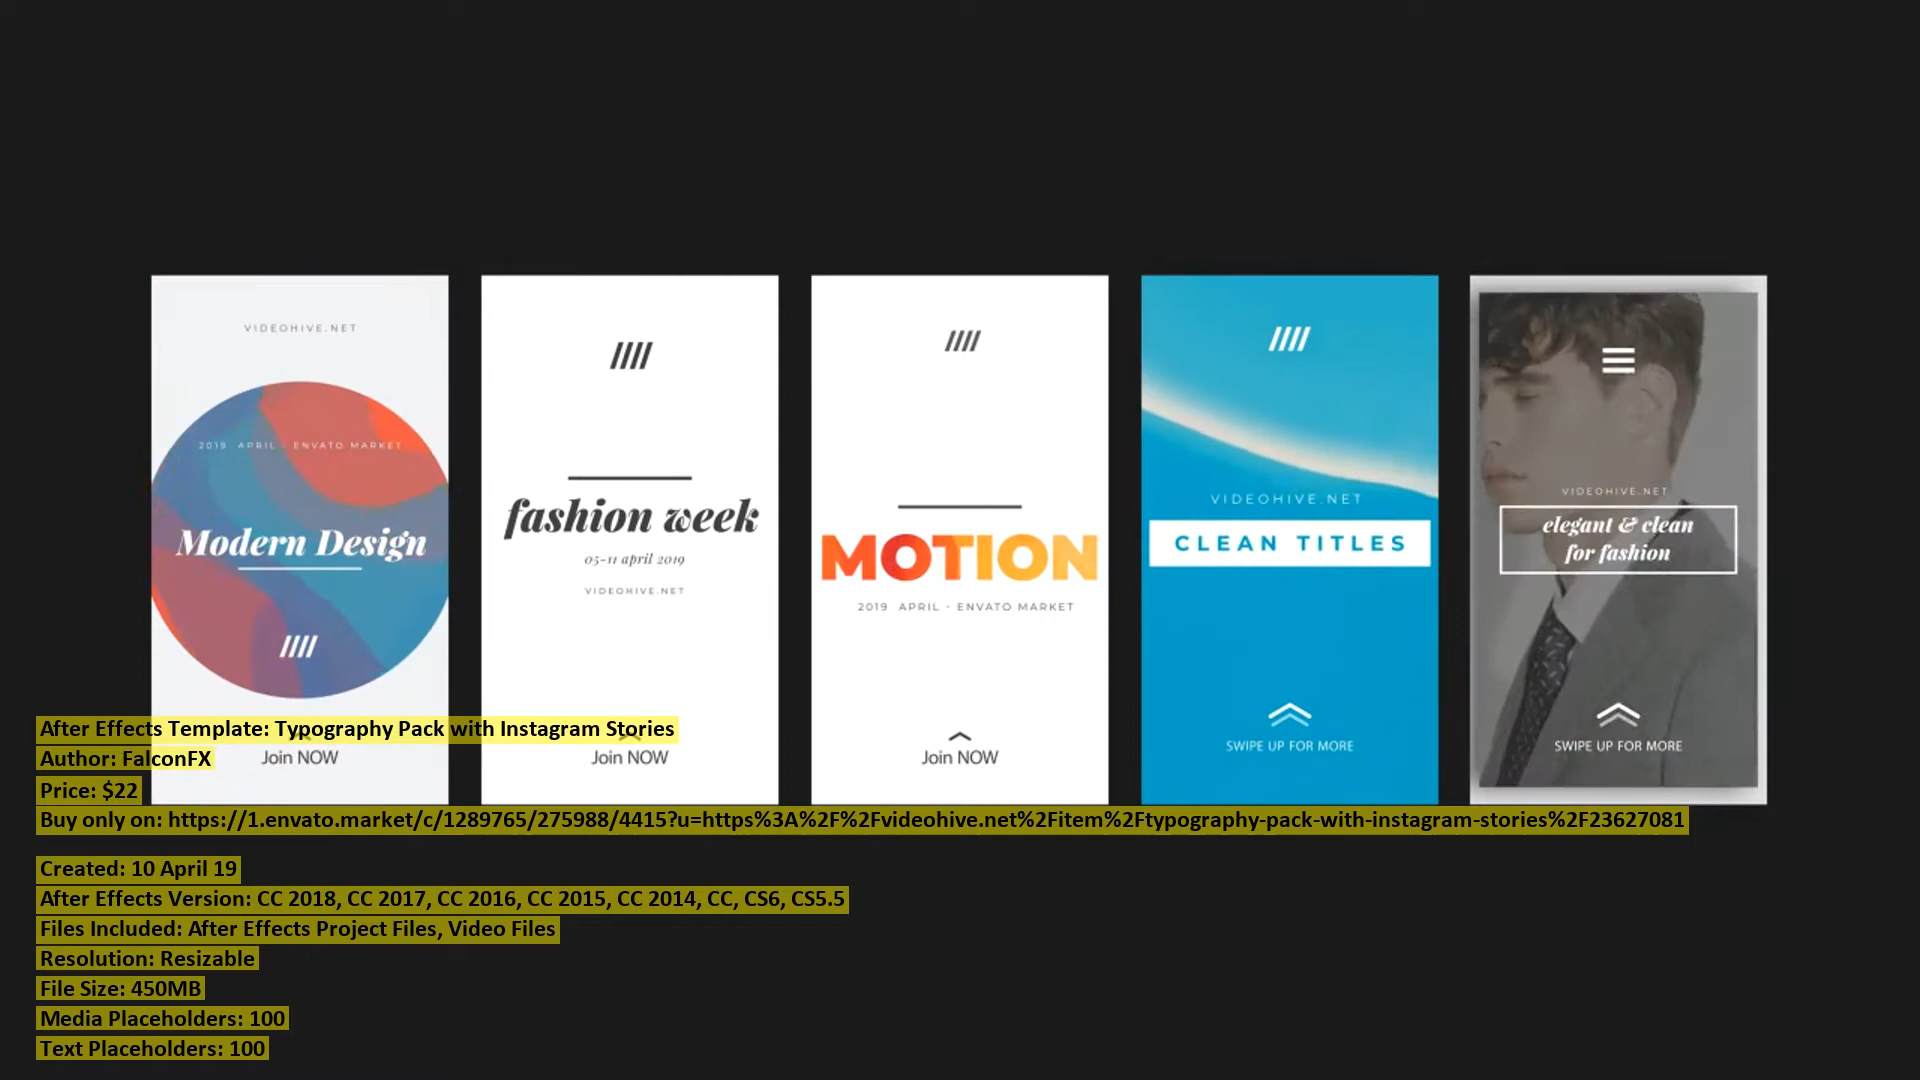 VIDEOHIVE.NET
2019 APRIL - ENVATO MARKET
Modern Design
Join NOW
fashion week
05-11 april 2019
VIDEOHIVE.NET
Join NOW
MOTION
2019 APRIL - ENVATO MARKET
Join NOW
VIDEOHIVE.NET
CLEAN TITLES
SWIPE UP FOR MORE
VIDEOHIVE.NET
elegant & clean
for fashion
SWIPE UP FOR MORE
After Effects Template: Typography Pack with Instagram Stories
Author: FalconFX
Price: $22
Buy only on: https://1.envato.market/c/1289765/275988/4415?u=https%3A%2F%2Fvideohive.net%2Fitem%2Ftypography-pack-with-instagram-stories%2F23627081
Created: 10 April 19
After Effects Version: CC 2018, CC 2017, CC 2016, CC 2015, CC 2014, CC, CS6, CS5.5
Files Included: After Effects Project Files, Video Files
Resolution: Resizable
File Size: 450MB
Media Placeholders: 100
Text Placeholders: 100